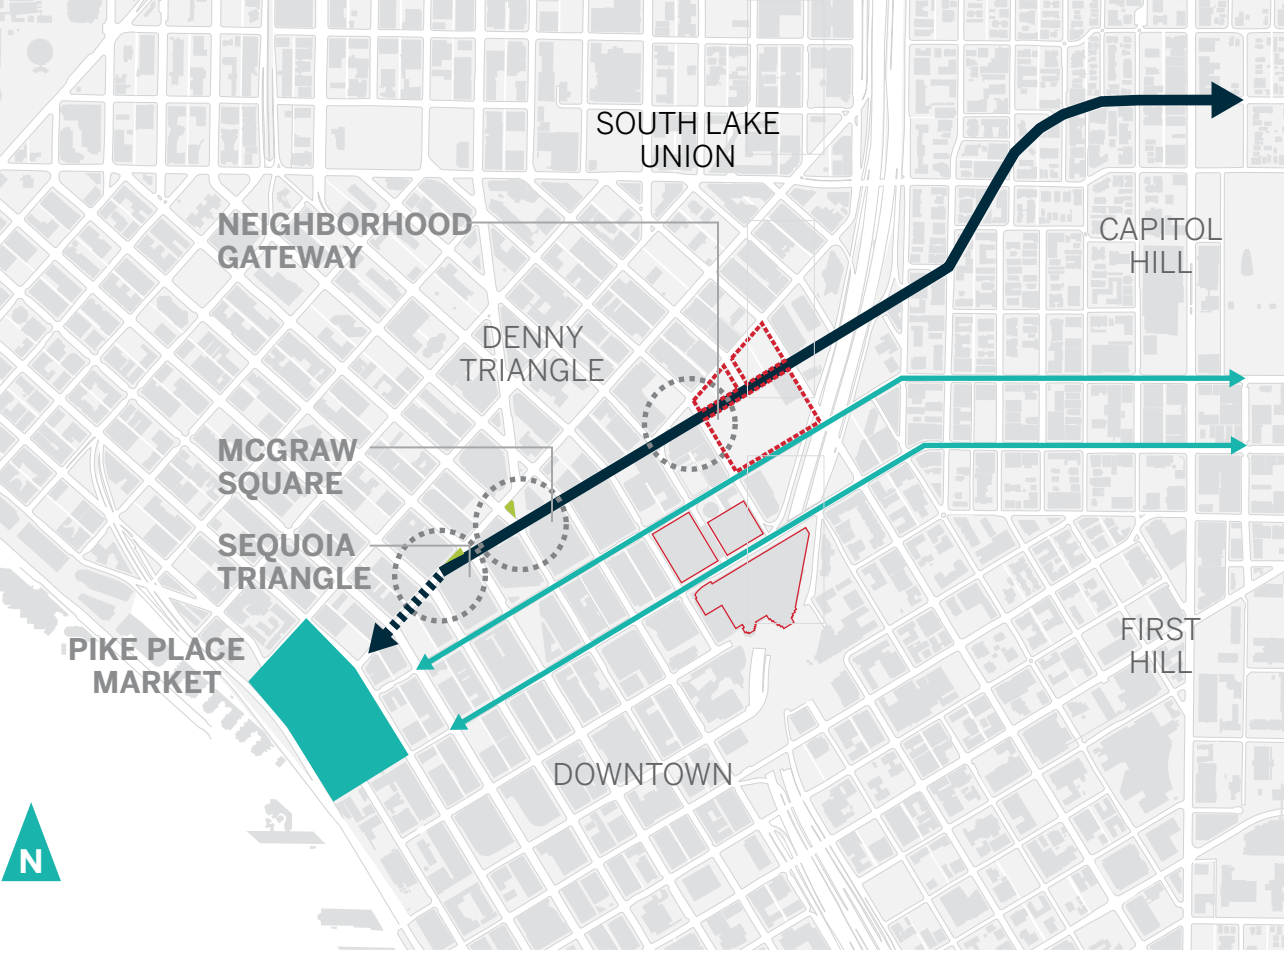 SOUTH LAKE
UNION
NEIGHBORHOOD
GATEWAY
CAPITOL
HILL
DENNY
TRIANGLE
MCGRAW
SQUARE
SEQUOIA
TRIANGLE
PIKE PLACE
MARKET
FIRST
HILL
DOWNTOWN
N